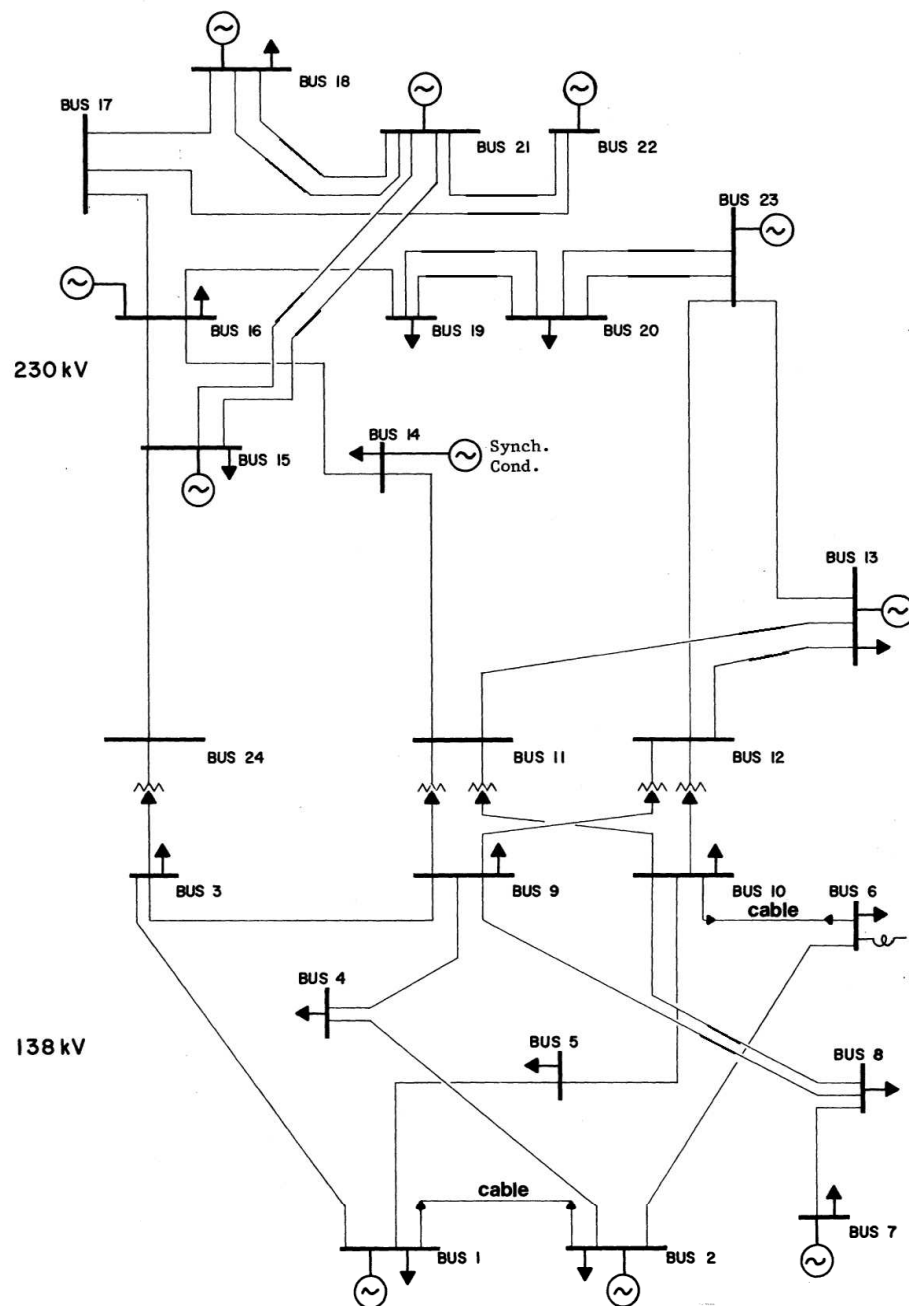 BUS 18
BUS 17
BUS 21
BUS 22
BUS 23
BUS 16
BUS 19
BUS 20
230 kV
BUS 14
Synch.
Cond.
BUS 15
BUS 13
BUS 24
BUS 11
BUS 12
BUS 3
BUS 9
BUS 10
BUS 6
cable
BUS 4
138 kV
BUS 5
BUS 8
cable
BUS 7
BUS 1
BUS 2